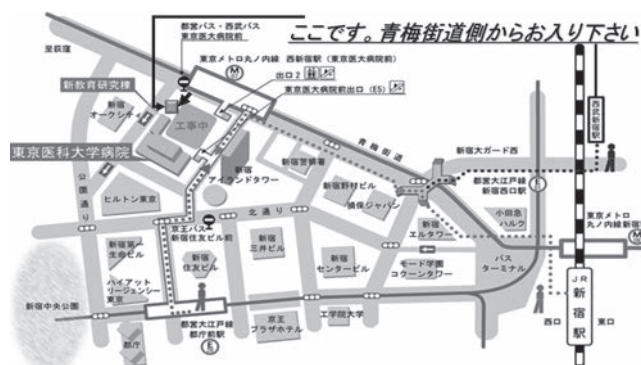 ここです。青梅街道側からお入り下さい
都営バス・西武バス
東京医大病院前
至荻窪
東京メトロ丸ノ内線 西新宿駅(東京医大病院前)
M
出口2
東京医大病院前出口(E5)
新教育研究棟
新宿
オークシティ
工事中
東京医科大学病院
青梅街道
新宿大ガード西
西武新宿駅
新宿
アイランドタワー
新宿警察署
新宿野村ビル
損保ジャパン
都営大江戸線
新宿西口駅
E
公園通り
ヒルトン東京
北通り
京王バス
新宿住友ビル前
新宿
エルタワー
小田急
ハルク
東京メトロ
丸ノ内線新宿
M
新宿第一
生命ビル
新宿
住友ビル
新宿
三井ビル
新宿
センタービル
モード学園
コクーンタワー
バス
ターミナル
ハイアット
リージェンシー
東京
新宿中央公園
JR新宿駅
西口
東口
都営大江戸線
都庁前駅
E
京王
プラザホテル
工学院大学
都庁